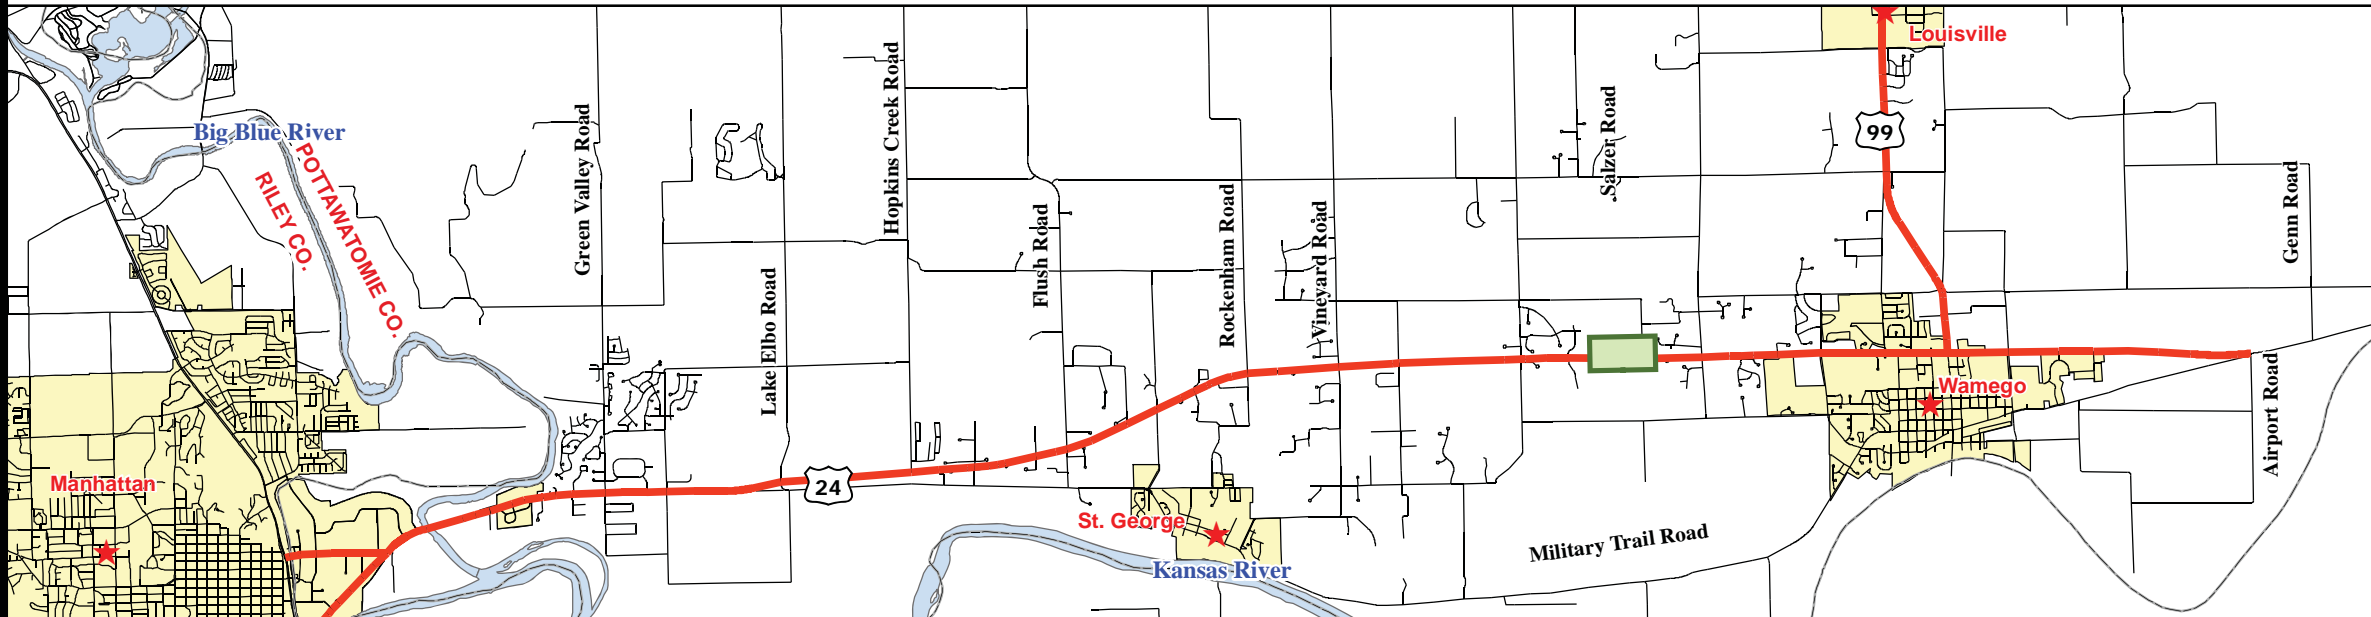 Louisville
99
Big Blue River
POTTAWATOMIE CO.
RILEY CO.
Green Valley Road
Hopkins Creek Road
Lake Elbo Road
Flush Road
Rockenham Road
Vineyard Road
Salzer Road
Genn Road
Wamego
Airport Road
Manhattan
24
St. George
Kansas River
Military Trail Road